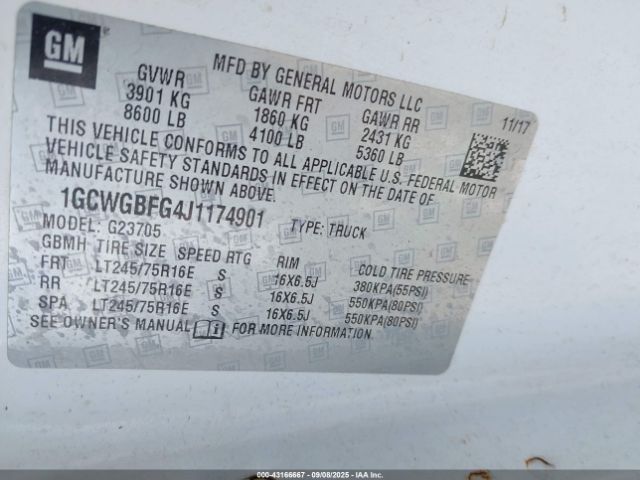 GM
MFD BY GENERAL MOTORS LLC
11/17
GVWR GAWR FRT GAWR RR
3901 KG 1860 KG 2431 KG
8600 LB 4100 LB 5360 LB
THIS VEHICLE CONFORMS TO ALL APPLICABLE U.S. FEDERAL MOTOR
VEHICLE SAFETY STANDARDS IN EFFECT ON THE DATE OF
MANUFACTURE SHOWN ABOVE.
1GCWGBFG4J1174901 TYPE: TRUCK
MODEL: G23705
GBMH TIRE SIZE SPEED RTG RIM COLD TIRE PRESSURE
FRT LT245/75R16E S 16X6.5J 380KPA(55PSI)
RR LT245/75R16E S 16X6.5J 550KPA(80PSI)
SPA LT245/75R16E S 16X6.5J 550KPA(80PSI)
SEE OWNER'S MANUAL i FOR MORE INFORMATION.
000-43166667 - 09/08/2025 - IAA Inc.